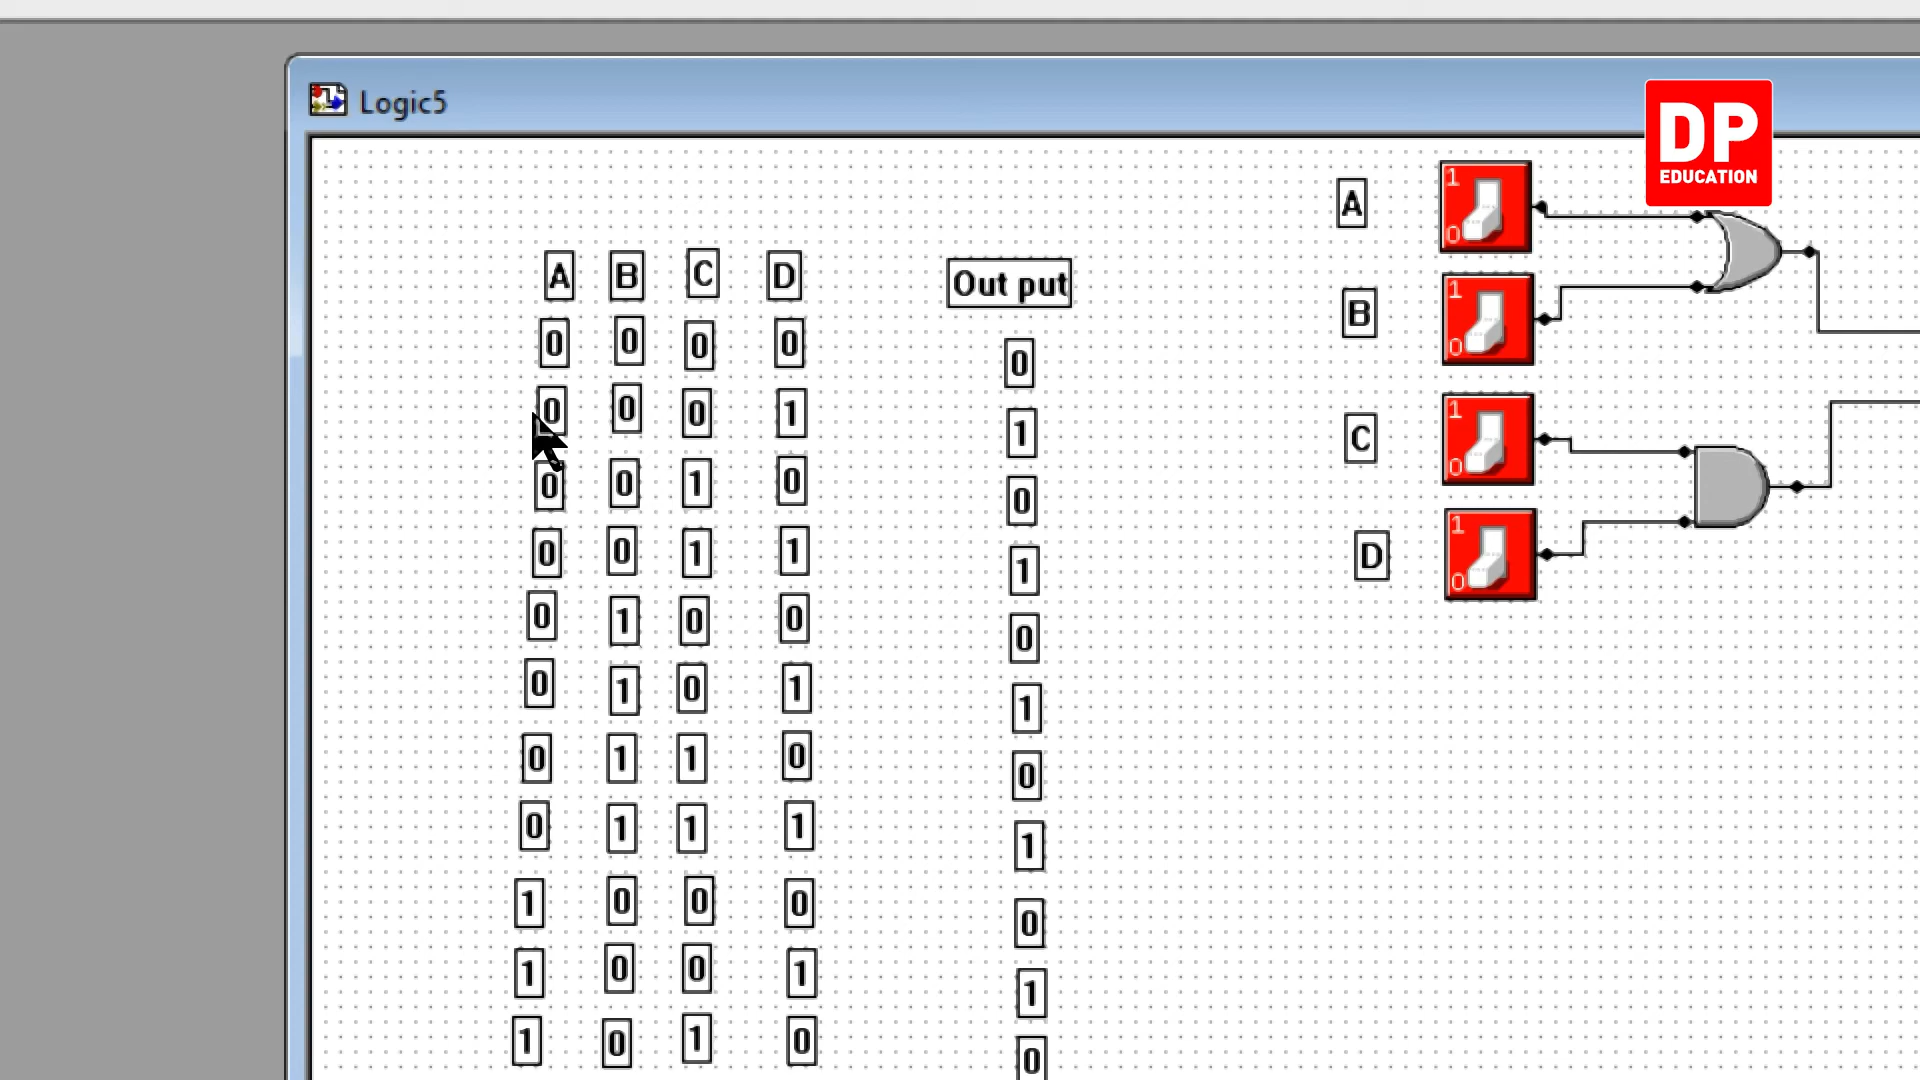 Logic5
DP
EDUCATION
A B C D Out put
0 0 0 0 0
0 0 0 1 1
0 0 1 0 0
0 0 1 1 1
0 1 0 0 0
0 1 0 1 1
0 1 1 0 0
0 1 1 1 1
1 0 0 0 0
1 0 0 1 1
1 0 1 0 0
A 1 0
B 1 0
C 1 0
D 1 0